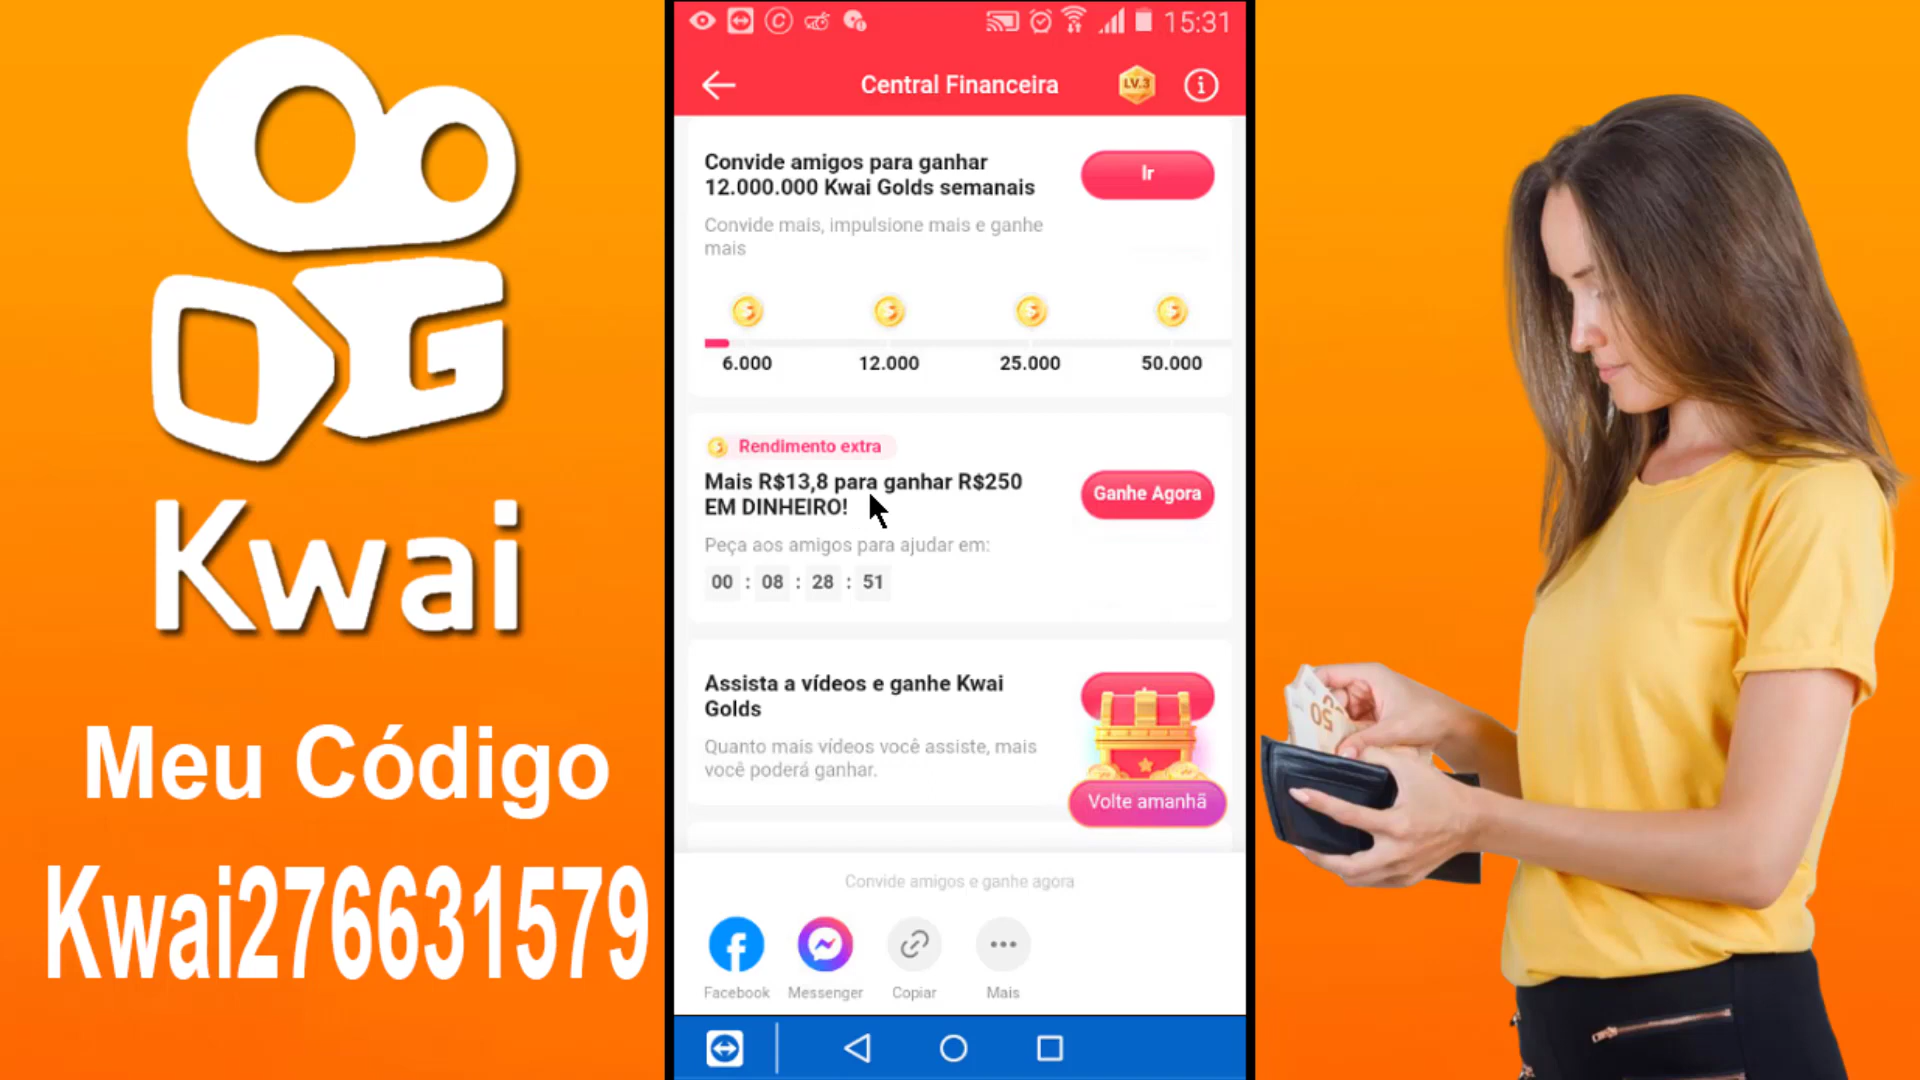 Kwai
Meu Código
Kwai276631579
15:31
Central Financeira
LV.3
Convide amigos para ganhar
12.000.000 Kwai Golds semanais
Ir
Convide mais, impulsione mais e ganhe
mais
6.000 12.000 25.000 50.000
Rendimento extra
Mais R$13,8 para ganhar R$250
EM DINHEIRO!
Ganhe Agora
Peça aos amigos para ajudar em:
00 : 08 : 28 : 51
Assista a vídeos e ganhe Kwai
Golds
Quanto mais vídeos você assiste, mais
você poderá ganhar.
Volte amanhã
Convide amigos e ganhe agora
Facebook Messenger Copiar Mais
50